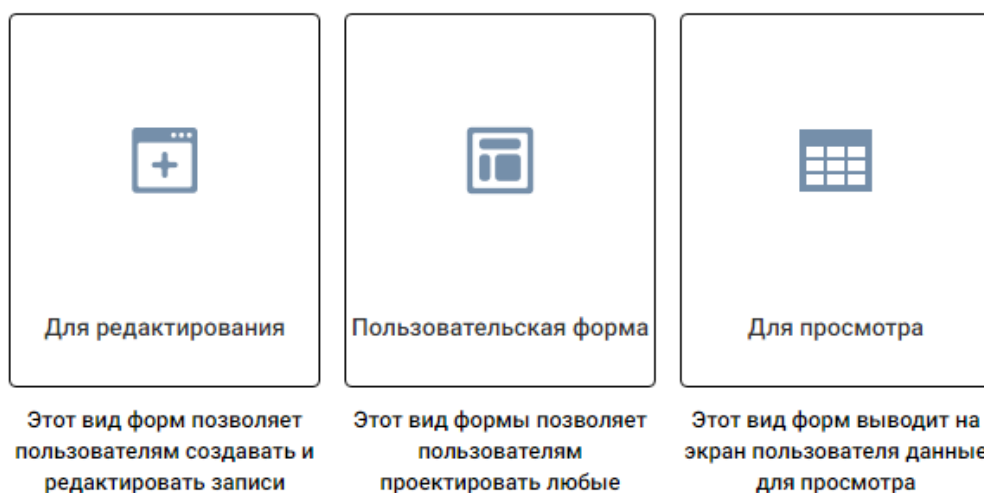 Для редактирования
Пользовательская форма
Для просмотра
Этот вид форм позволяет
пользователям создавать и
редактировать записи
Этот вид формы позволяет
пользователям
проектировать любые
Этот вид форм выводит на
экран пользователя данные
для просмотра